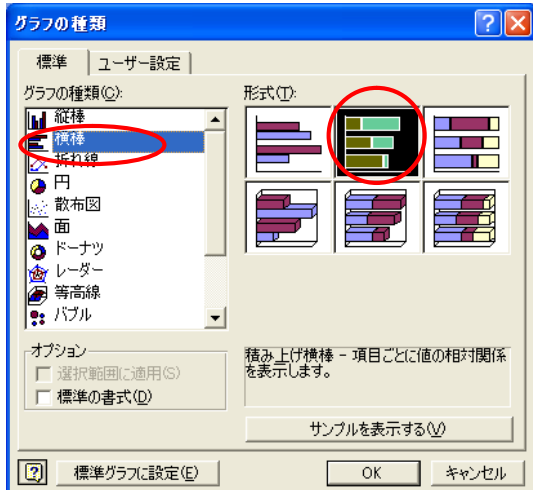 グラフの種類
標準
ユーザー設定
グラフの種類(C):
形式(T):
縦棒
横棒
折れ線
円
散布図
面
ドーナツ
レーダー
等高線
バブル
オプション
選択範囲に適用(S)
標準の書式(D)
積み上げ横棒 - 項目ごとに値の相対関係
を表示します。
サンプルを表示する(V)
標準グラフに設定(E)
OK
キャンセル